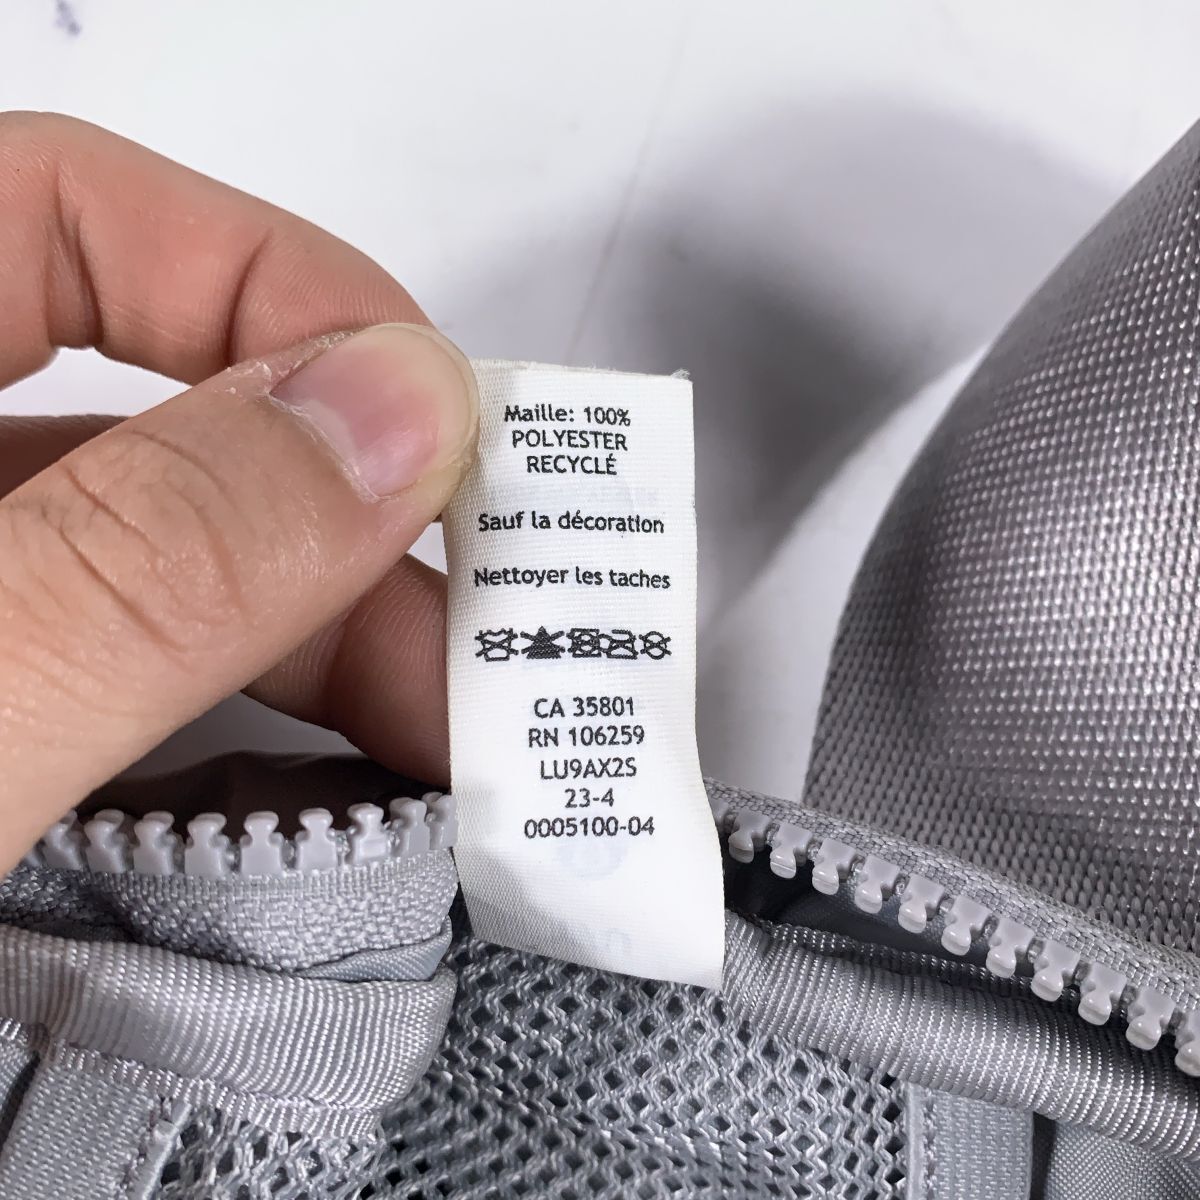 Maille: 100%
POLYESTER
RECYCLÉ
Sauf la décoration
Nettoyer les taches
CA 35801
RN 106259
LU9AX2S
23-4
0005100-04